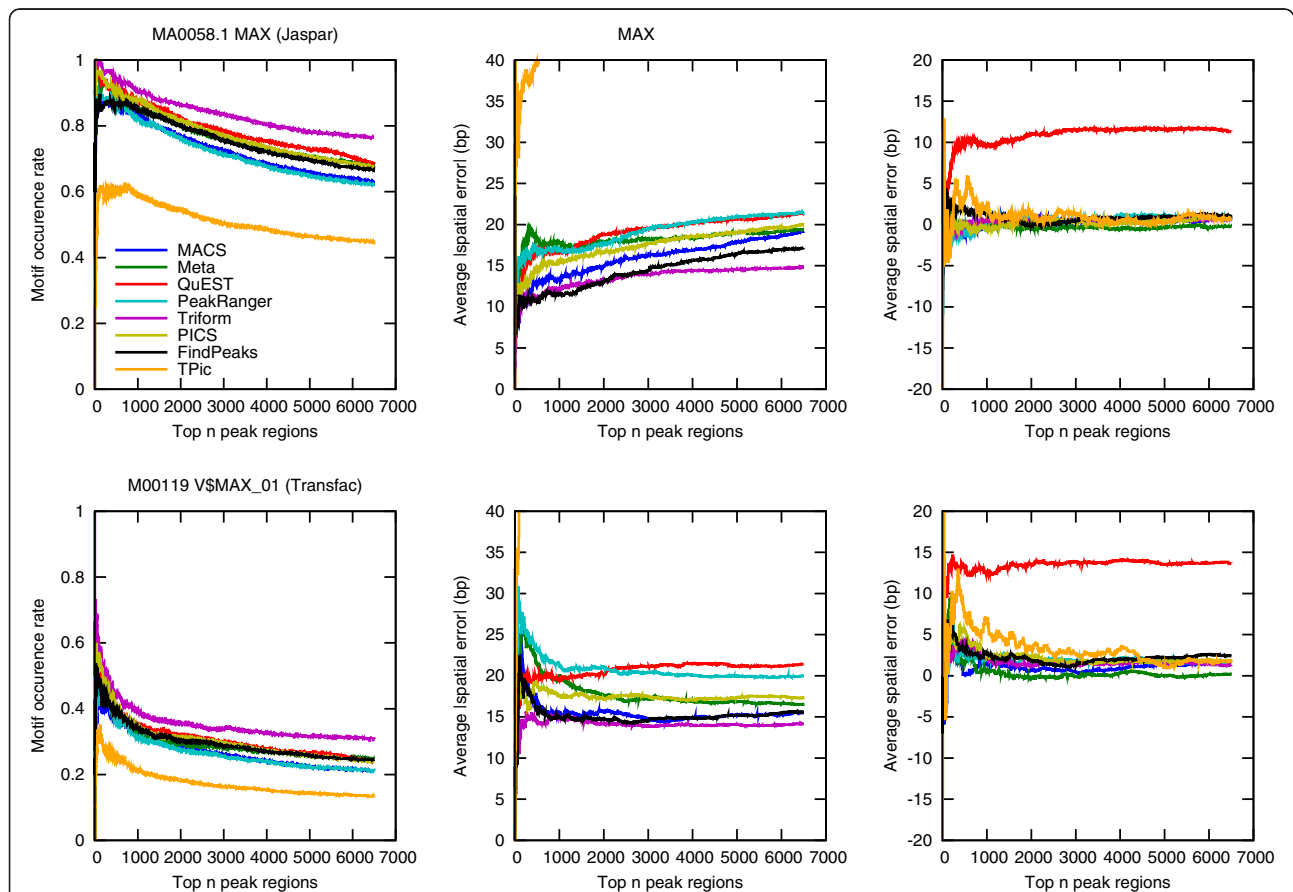 MA0058.1 MAX (Jaspar)
Motif occurrence rate
1
0.8
0.6
0.4
0.2
0
MACS
Meta
QuEST
PeakRanger
Triform
PICS
FindPeaks
TPic
0 1000 2000 3000 4000 5000 6000 7000
Top n peak regions
MAX
Average |spatial error| (bp)
40
35
30
25
20
15
10
5
0
0 1000 2000 3000 4000 5000 6000 7000
Top n peak regions
Average spatial error (bp)
20
15
10
5
0
-5
-10
-15
-20
0 1000 2000 3000 4000 5000 6000 7000
Top n peak regions
M00119 V$MAX_01 (Transfac)
Motif occurrence rate
1
0.8
0.6
0.4
0.2
0
0 1000 2000 3000 4000 5000 6000 7000
Top n peak regions
Average |spatial error| (bp)
40
35
30
25
20
15
10
5
0
0 1000 2000 3000 4000 5000 6000 7000
Top n peak regions
Average spatial error (bp)
20
15
10
5
0
-5
-10
-15
-20
0 1000 2000 3000 4000 5000 6000 7000
Top n peak regions